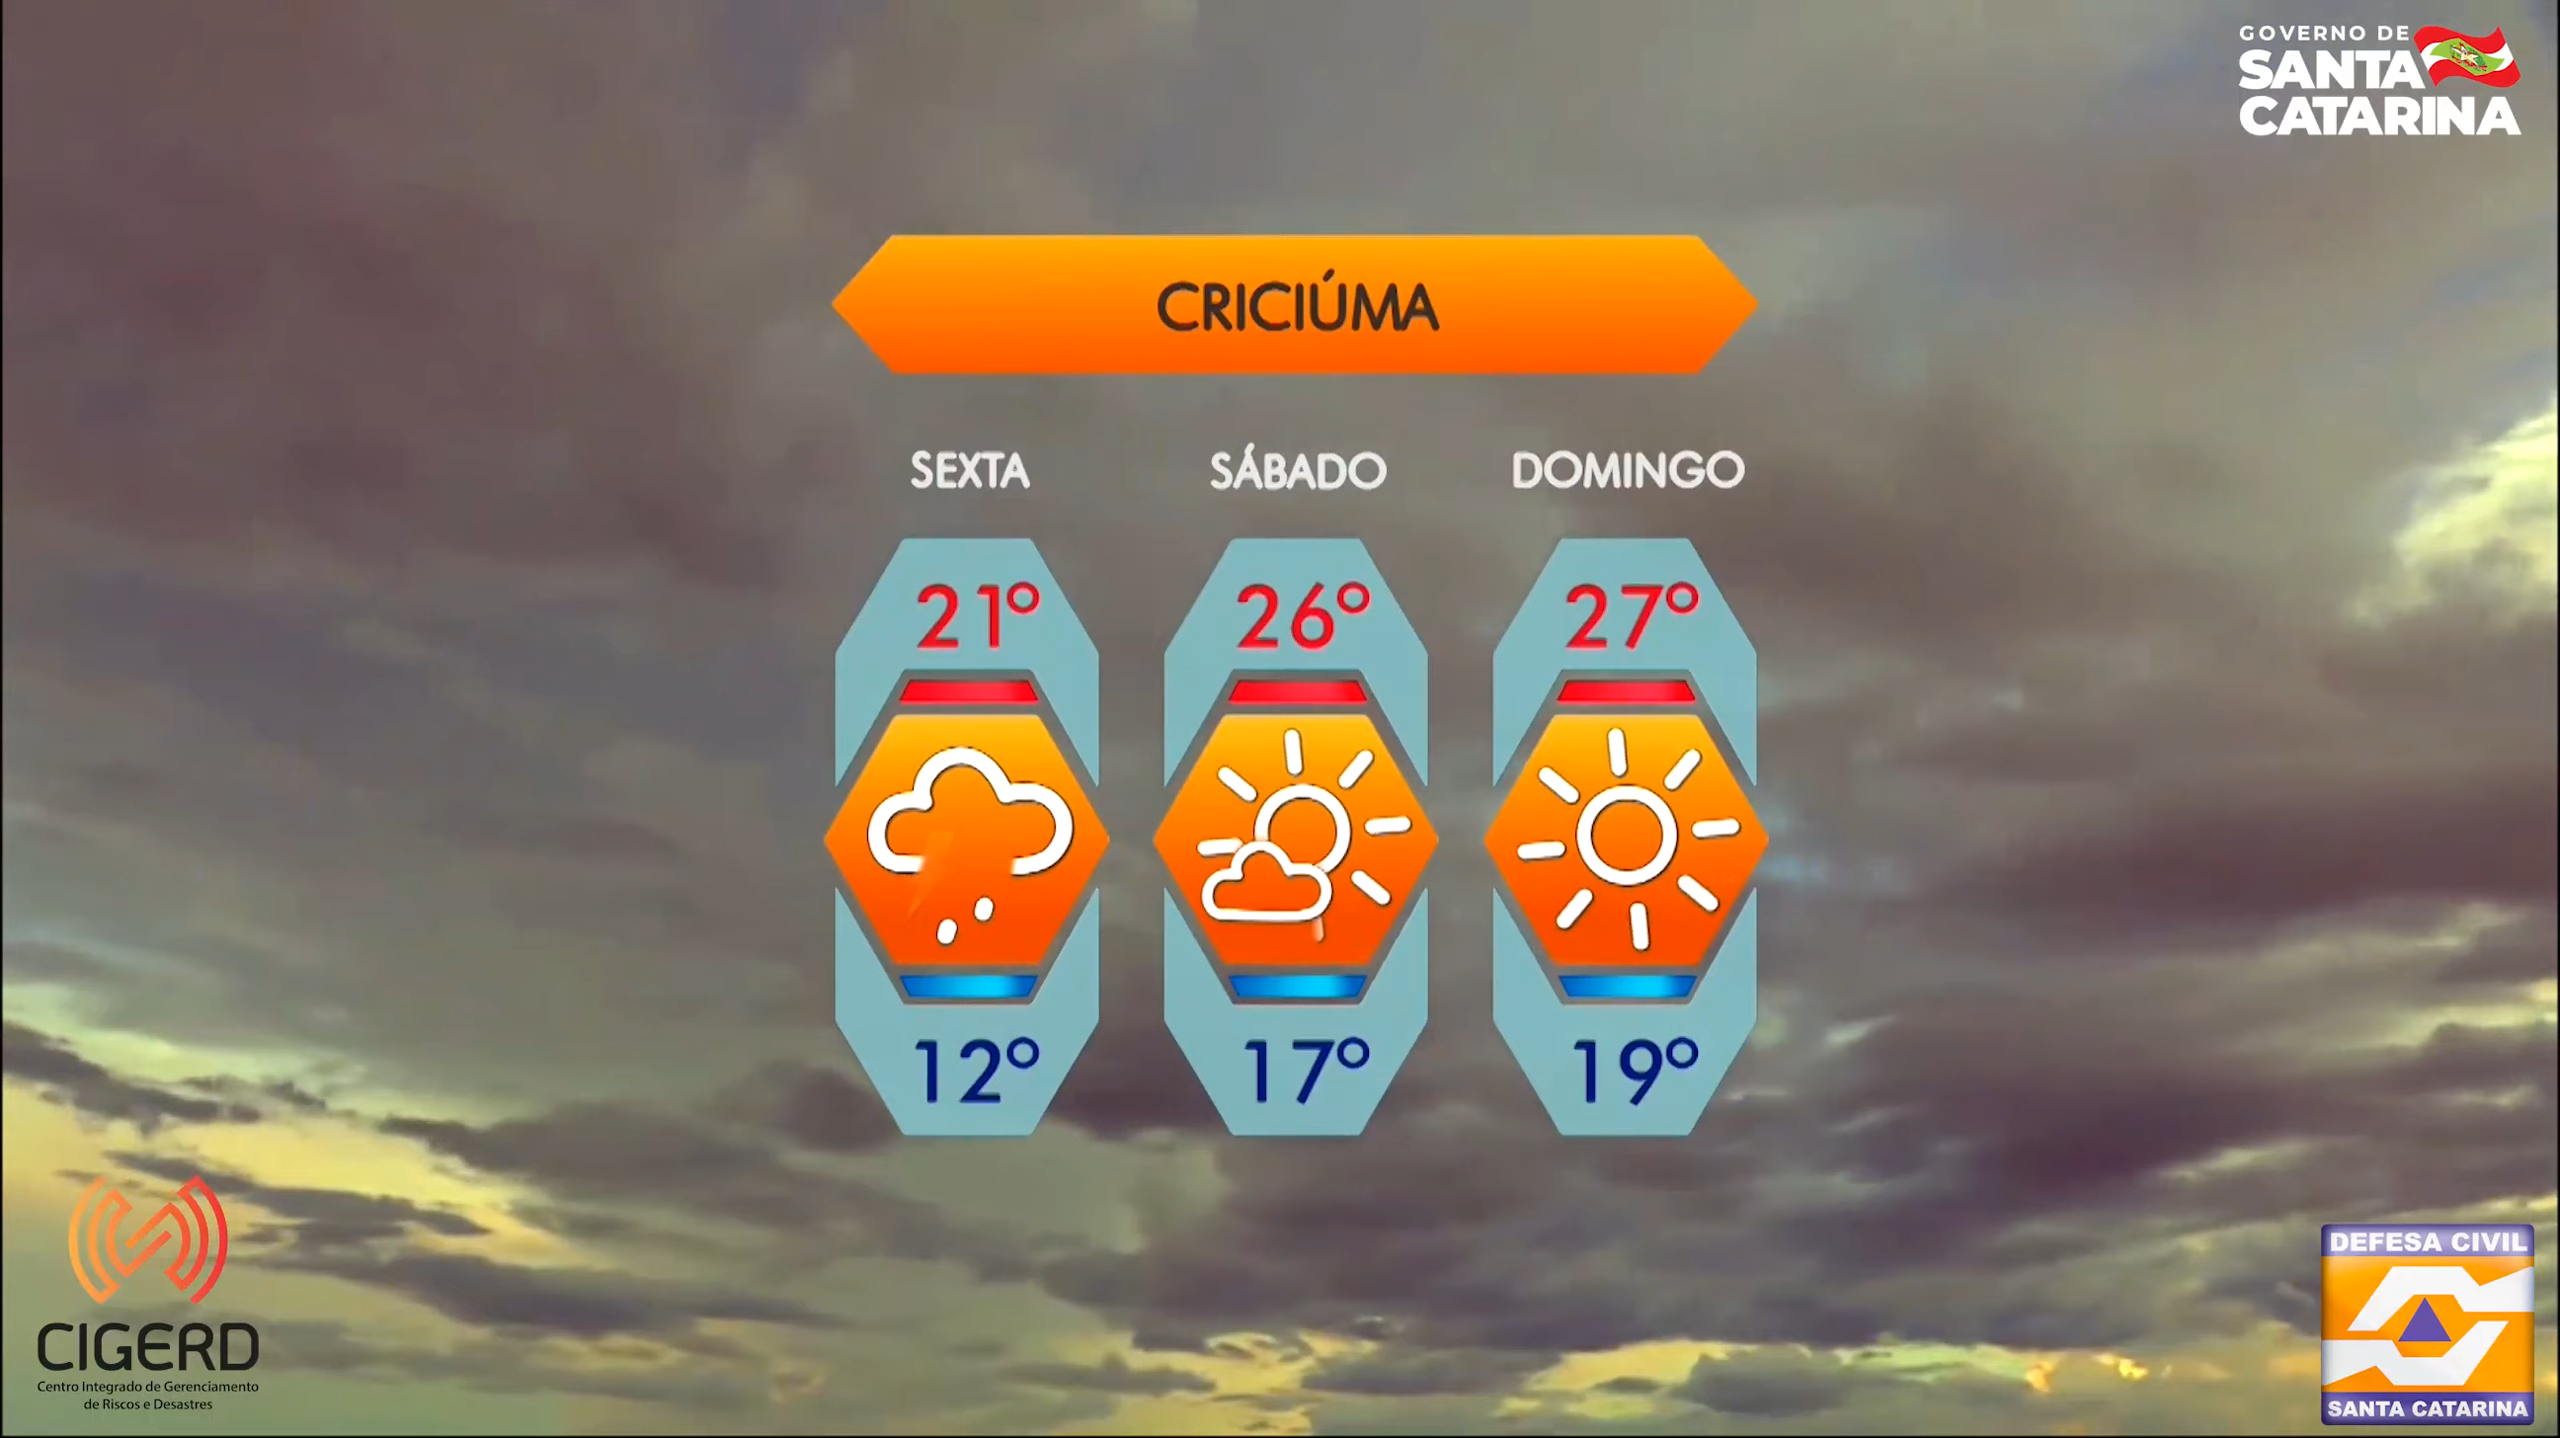 GOVERNO DE
SANTA
CATARINA
CRICIÚMA
SEXTA SÁBADO DOMINGO
21° 26° 27°
12° 17° 19°
CIGERD
Centro Integrado de Gerenciamento
de Riscos e Desastres
DEFESA CIVIL
SANTA CATARINA